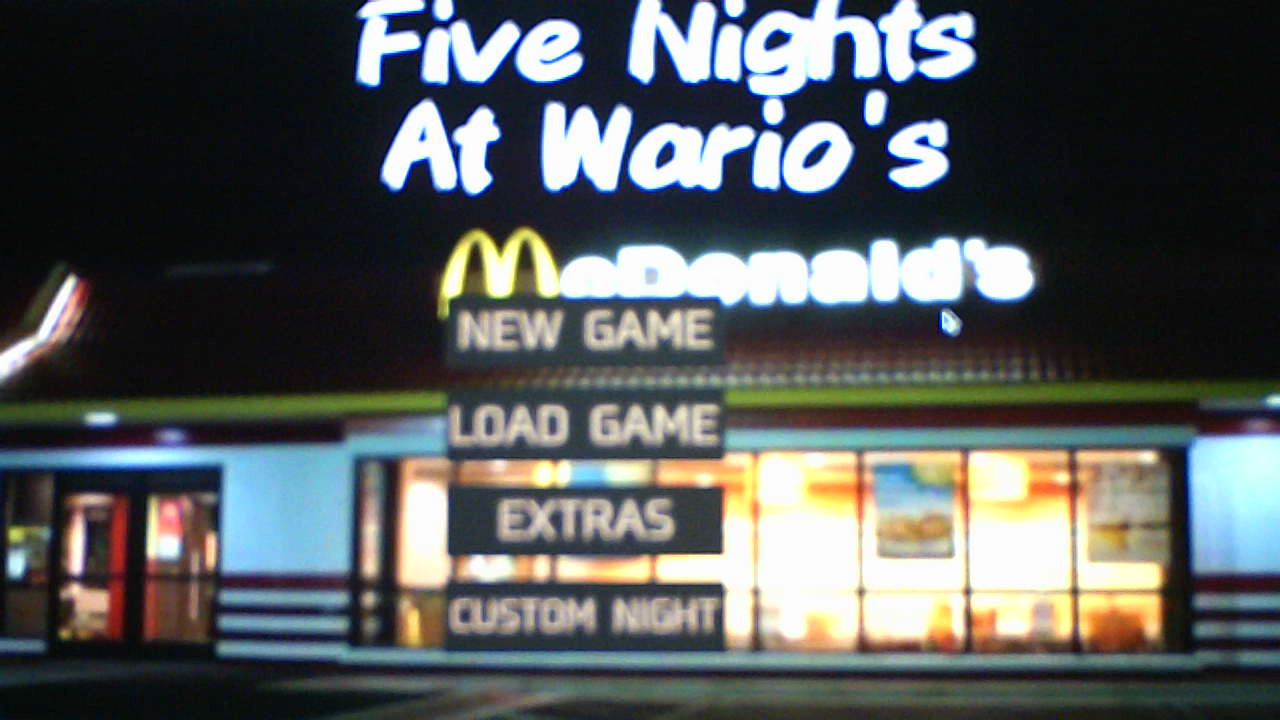 Five Nights
At Wario's
McDonald's
NEW GAME
LOAD GAME
EXTRAS
CUSTOM NIGHT